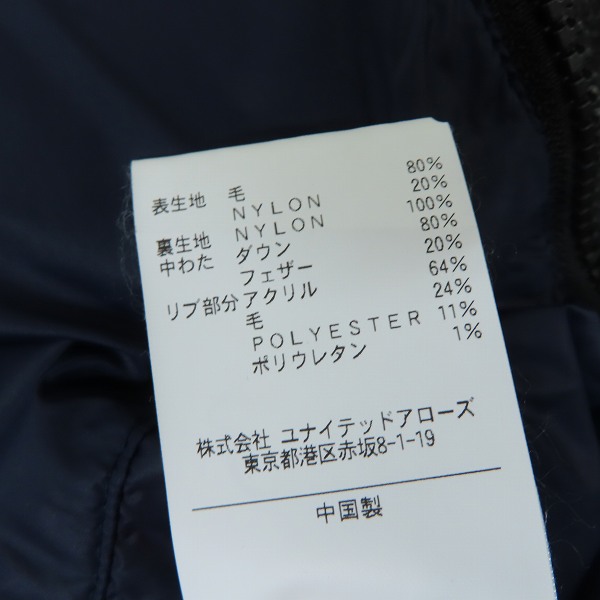 表生地 毛 80%
NYLON 20%
裏生地 NYLON 100%
中わた ダウン 80%
フェザー 20%
リブ部分 アクリル 64%
毛 24%
POLYESTER 11%
ポリウレタン 1%
株式会社 ユナイテッドアローズ
東京都港区赤坂8-1-19
中国製